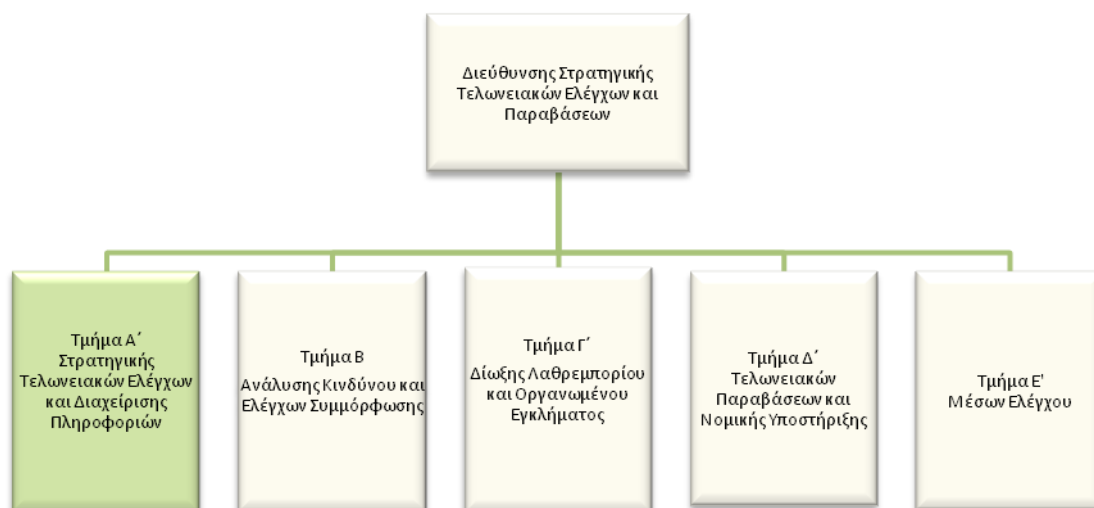 Διεύθυνσης Στρατηγικής
Τελωνειακών Ελέγχων και
Παραβάσεων
Τμήμα Α΄
Στρατηγικής
Τελωνειακών Ελέγχων
και Διαχείρισης
Πληροφοριών
Τμήμα Β
Ανάλυσης Κινδύνου και
Ελέγχων Συμμόρφωσης
Τμήμα Γ΄
Δίωξης Λαθρεμπορίου
και Οργανωμένου
Εγκλήματος
Τμήμα Δ΄
Τελωνειακών
Παραβάσεων και
Νομικής Υποστήριξης
Τμήμα Ε'
Μέσων Ελέγχου